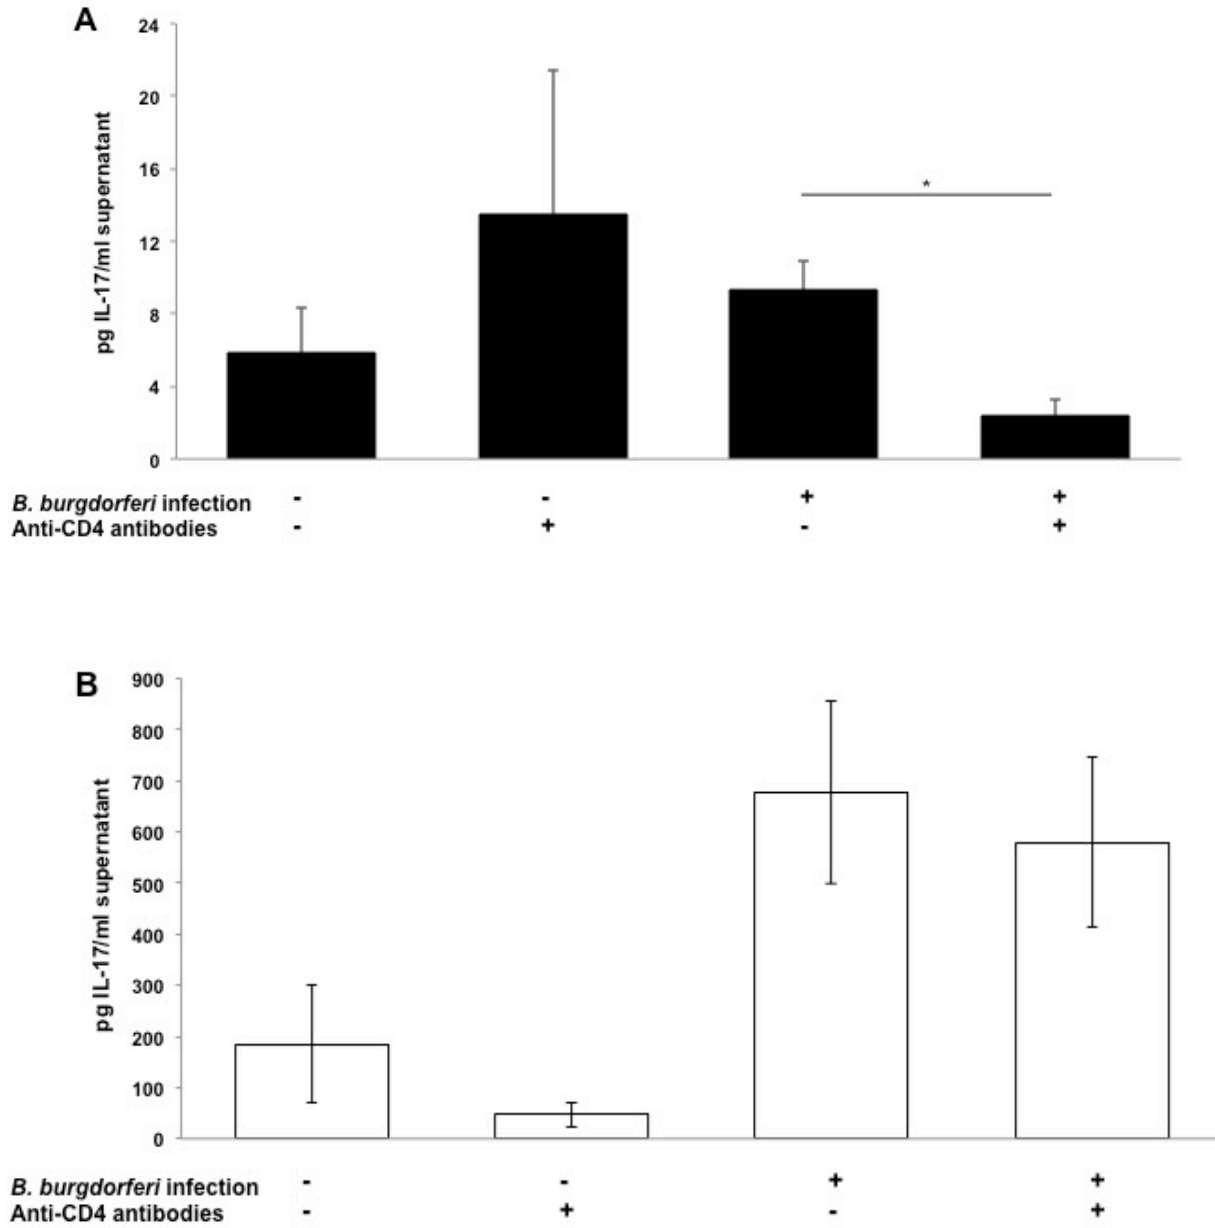 A
24
20
16
12
8
4
0
pg IL-17/ml supernatant
*
B. burgdorferi infection - - + +
Anti-CD4 antibodies - + - +
B
900
800
700
600
500
400
300
200
100
0
pg IL-17/ml supernatant
B. burgdorferi infection - - + +
Anti-CD4 antibodies - + - +